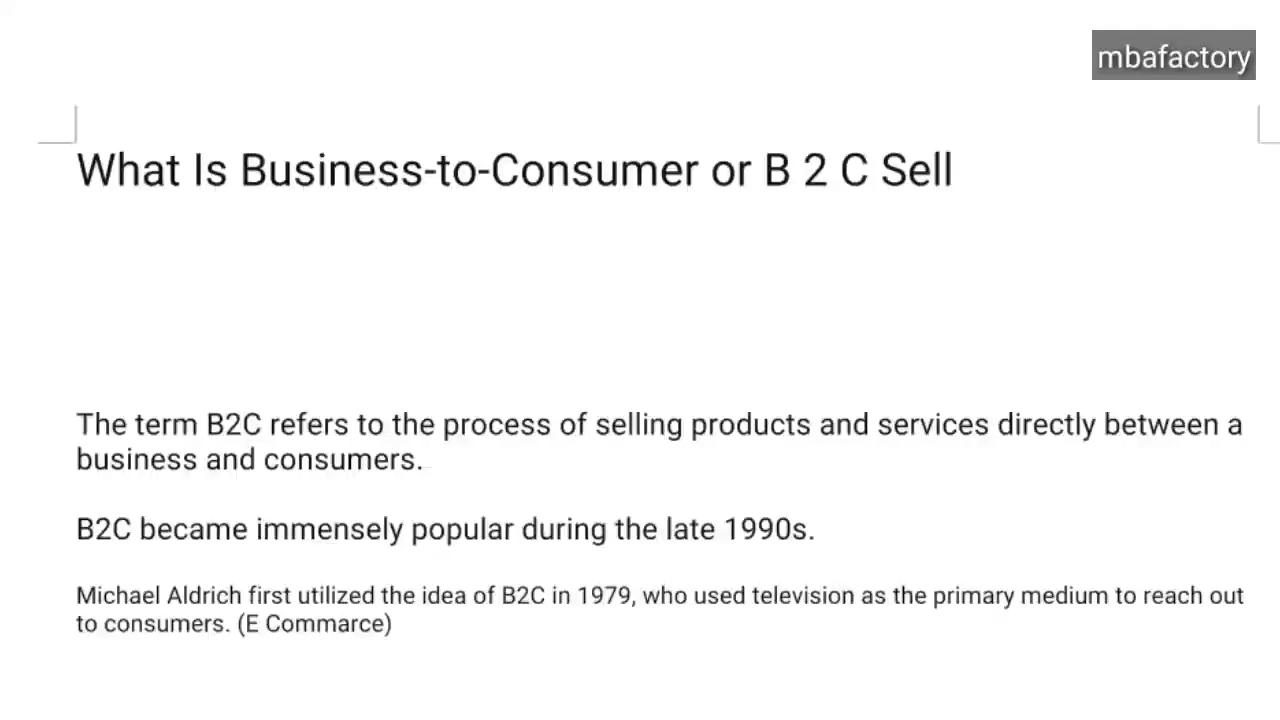 mbafactory
What Is Business-to-Consumer or B 2 C Sell
The term B2C refers to the process of selling products and services directly between a
business and consumers.
B2C became immensely popular during the late 1990s.
Michael Aldrich first utilized the idea of B2C in 1979, who used television as the primary medium to reach out
to consumers. (E Commarce)